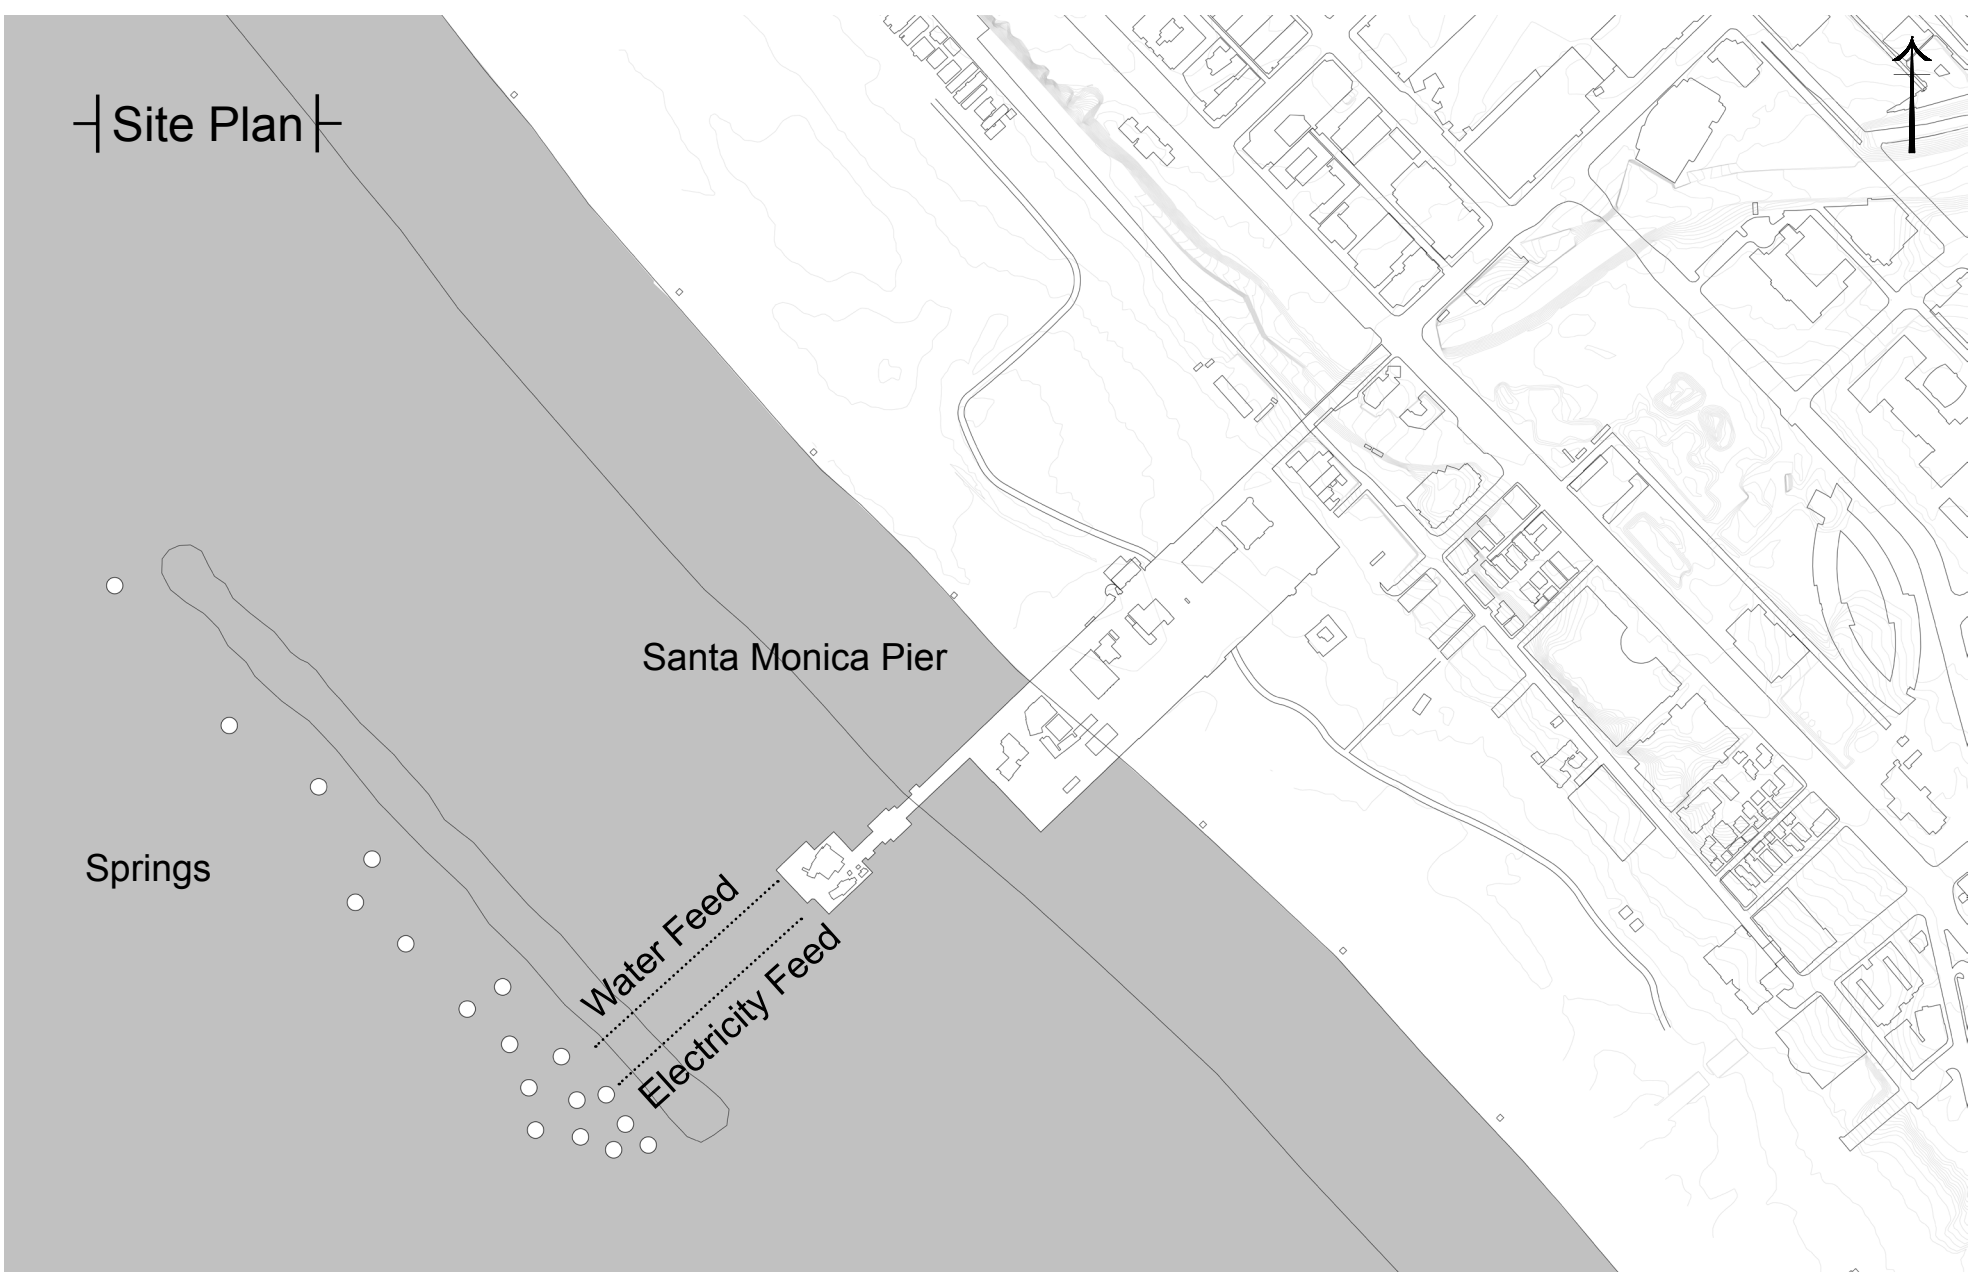 Site Plan
Santa Monica Pier
Springs
Water Feed
Electricity Feed